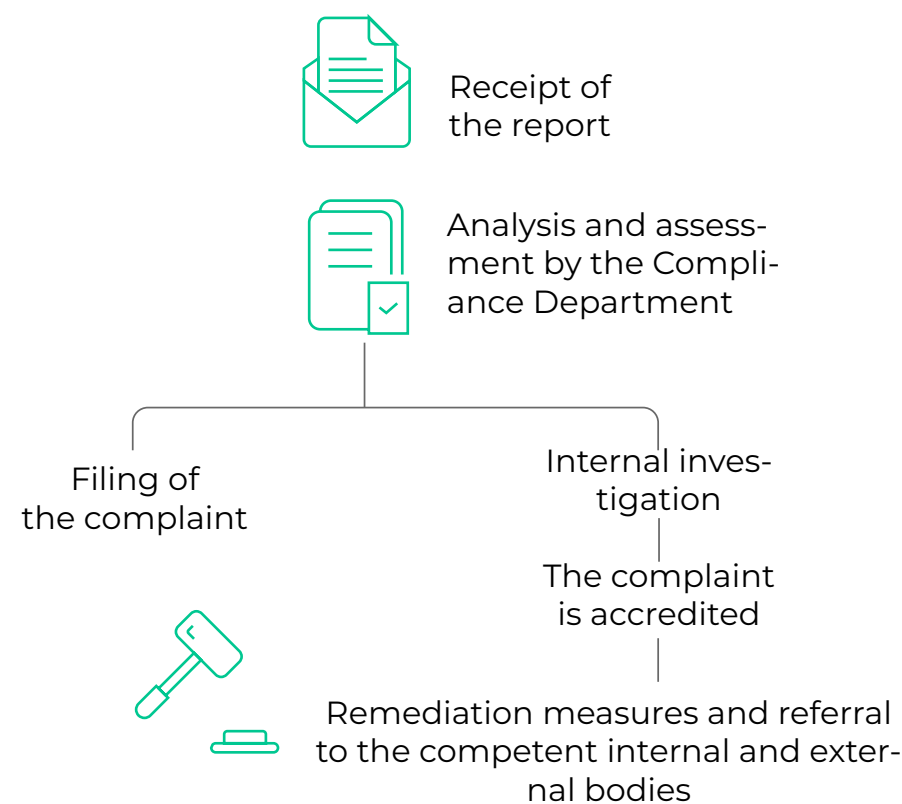 Receipt of
the report
Analysis and assess-
ment by the Compli-
ance Department
Filing of
the complaint
Internal inves-
tigation
The complaint
is accredited
Remediation measures and referral
to the competent internal and exter-
nal bodies